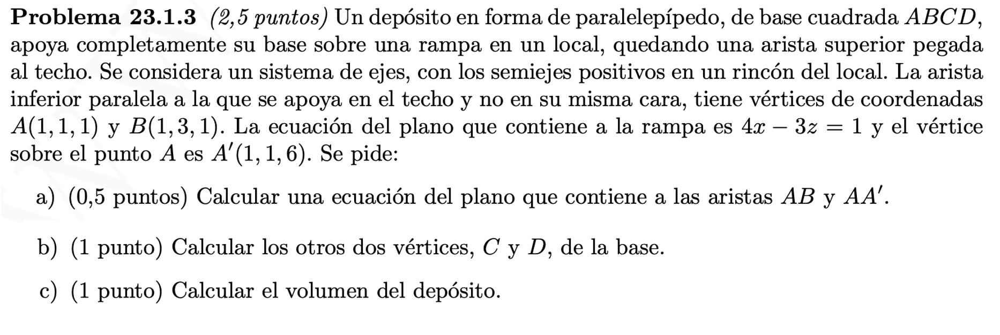 Problema 23.1.3 (2,5 puntos) Un depósito en forma de paralelepípedo, de base cuadrada ABCD,
apoya completamente su base sobre una rampa en un local, quedando una arista superior pegada
al techo. Se considera un sistema de ejes, con los semiejes positivos en un rincón del local. La arista
inferior paralela a la que se apoya en el techo y no en su misma cara, tiene vértices de coordenadas
A(1, 1, 1) y B(1, 3, 1). La ecuación del plano que contiene a la rampa es 4x − 3z = 1 y el vértice
sobre el punto A es A′(1, 1, 6). Se pide:
a) (0,5 puntos) Calcular una ecuación del plano que contiene a las aristas AB y AA′.
b) (1 punto) Calcular los otros dos vértices, C y D, de la base.
c) (1 punto) Calcular el volumen del depósito.